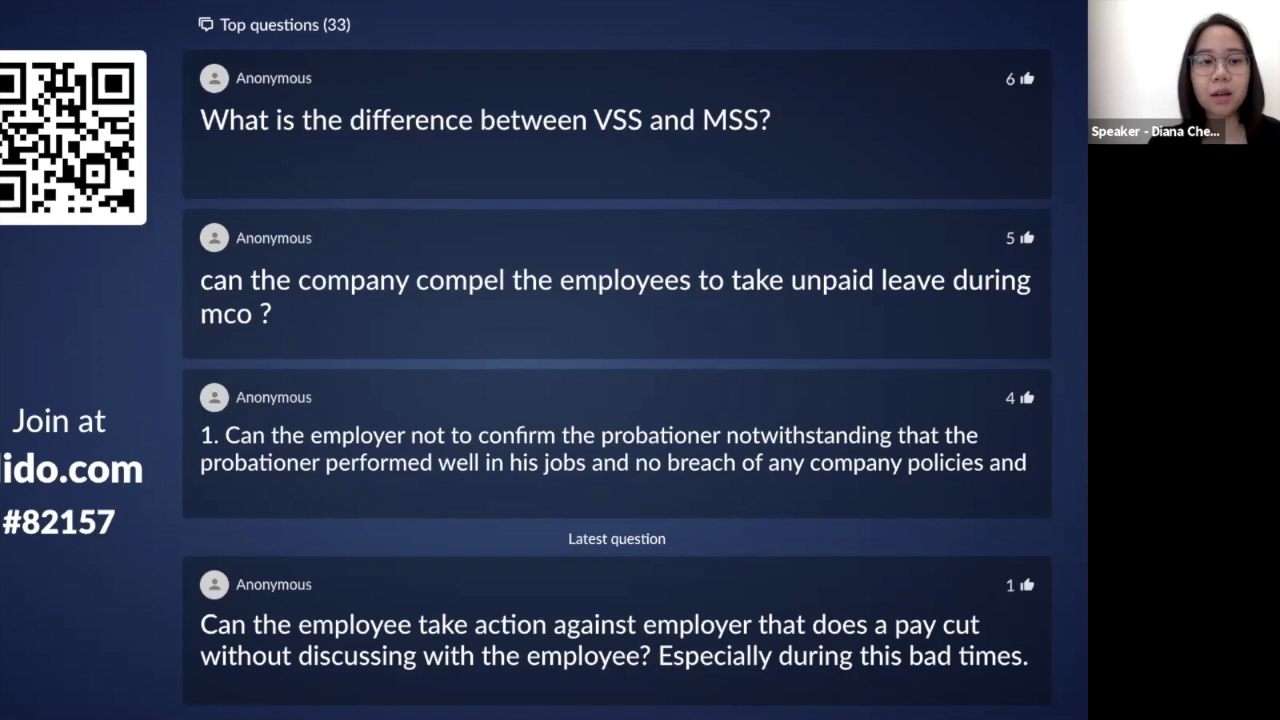 Top questions (33)
Anonymous
6
What is the difference between VSS and MSS?
Anonymous
5
can the company compel the employees to take unpaid leave during
mco ?
Anonymous
4
1. Can the employer not to confirm the probationer notwithstanding that the
probationer performed well in his jobs and no breach of any company policies and
Latest question
Anonymous
1
Can the employee take action against employer that does a pay cut
without discussing with the employee? Especially during this bad times.
Join at
lido.com
#82157
Speaker - Diana Che...